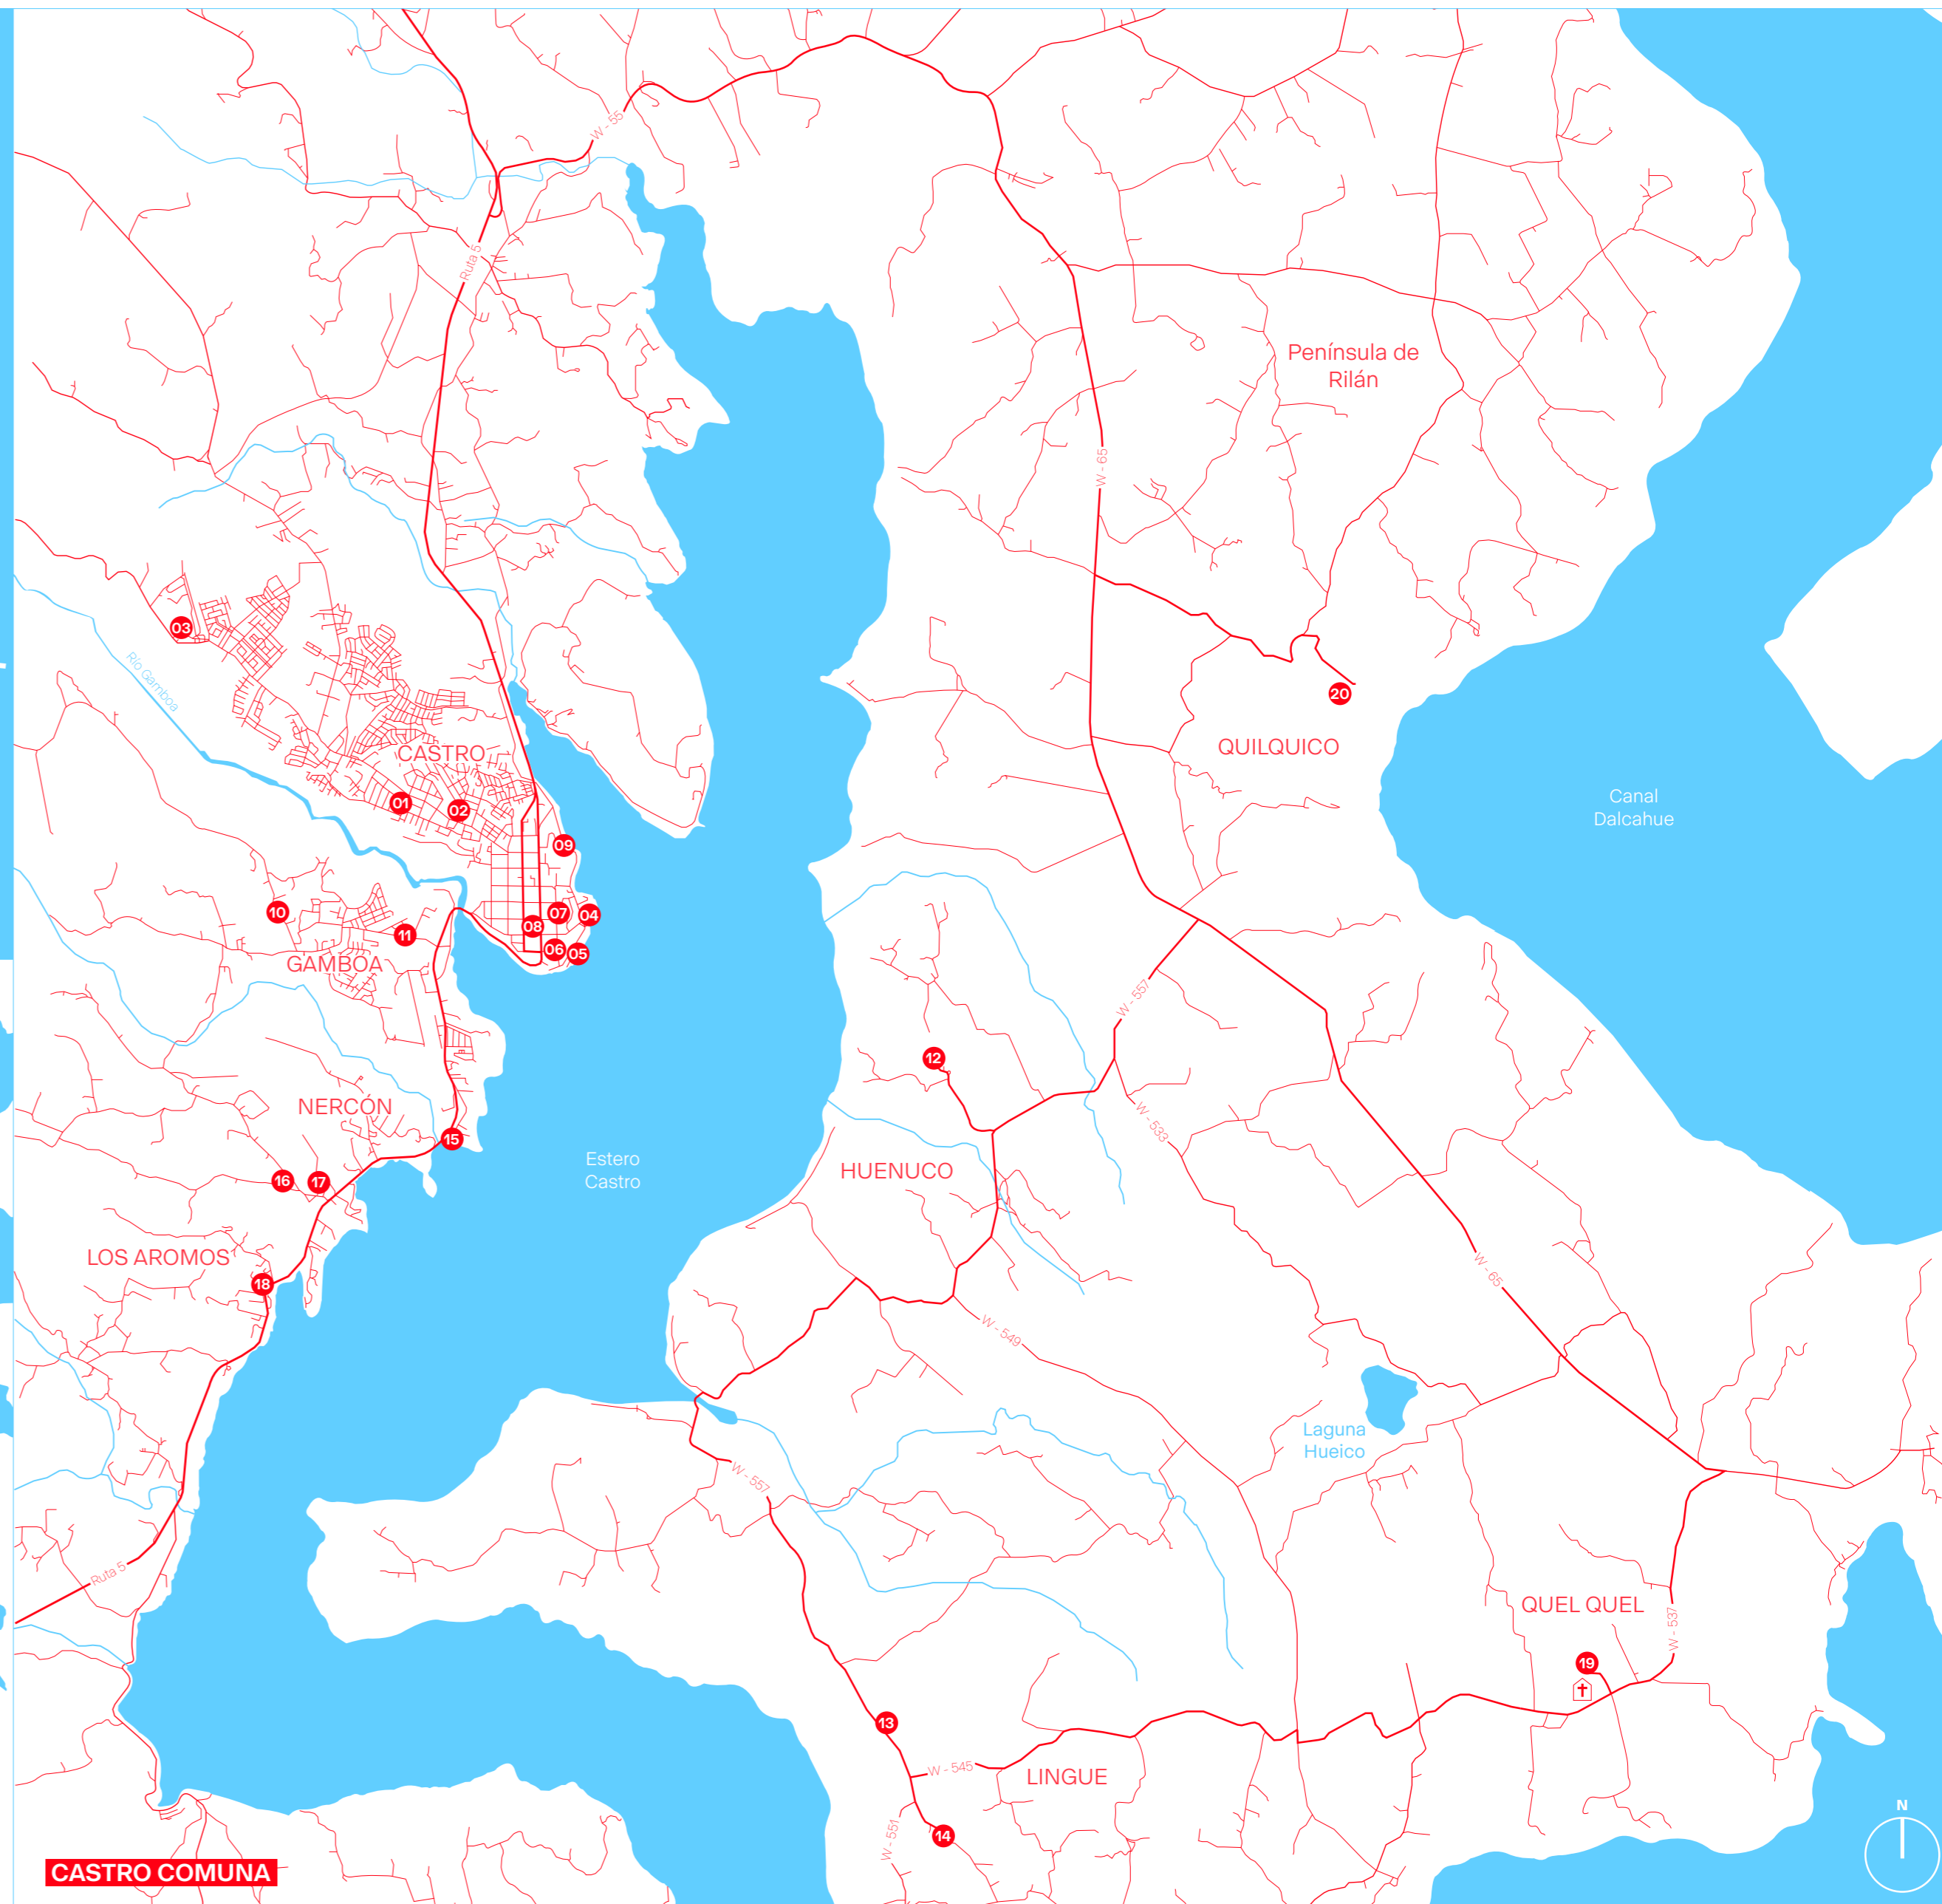 W - 55
Ruta 5
Península de
Rilán
W - 65
03
Río Gamboa
20
CASTRO
QUILQUICO
01
02
Canal
Dalcahue
09
10
07
04
08
11
06
05
GAMBOA
W - 557
12
NERCÓN
W - 533
15
Estero
Castro
HUENUCO
16
17
LOS AROMOS
W - 65
18
W - 549
Laguna
Hueico
W - 557
Ruta 5
QUEL QUEL
W - 537
19
13
W - 545
LINGUE
N
W - 551
14
CASTRO COMUNA